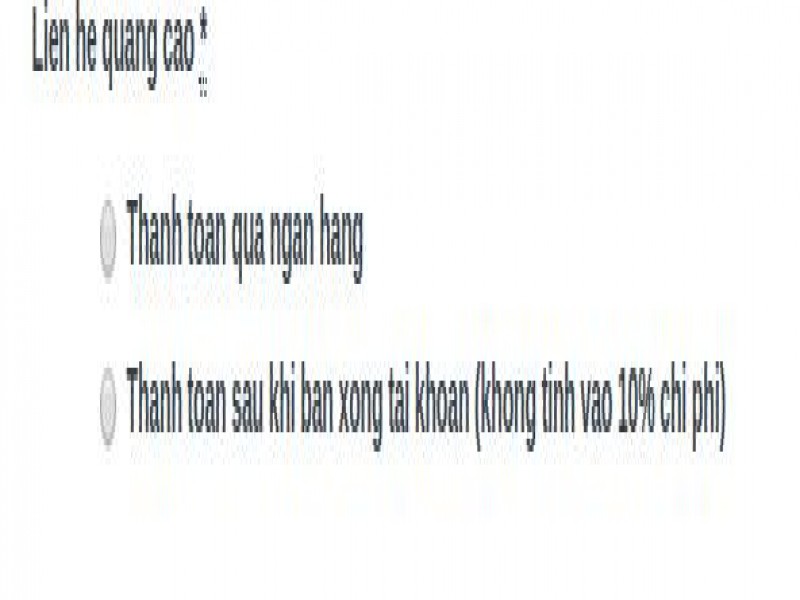 Lien he quang cao *
Thanh toan qua ngan hang
Thanh toan sau khi ban xong tai khoan (khong tinh vao 10% chi phi)